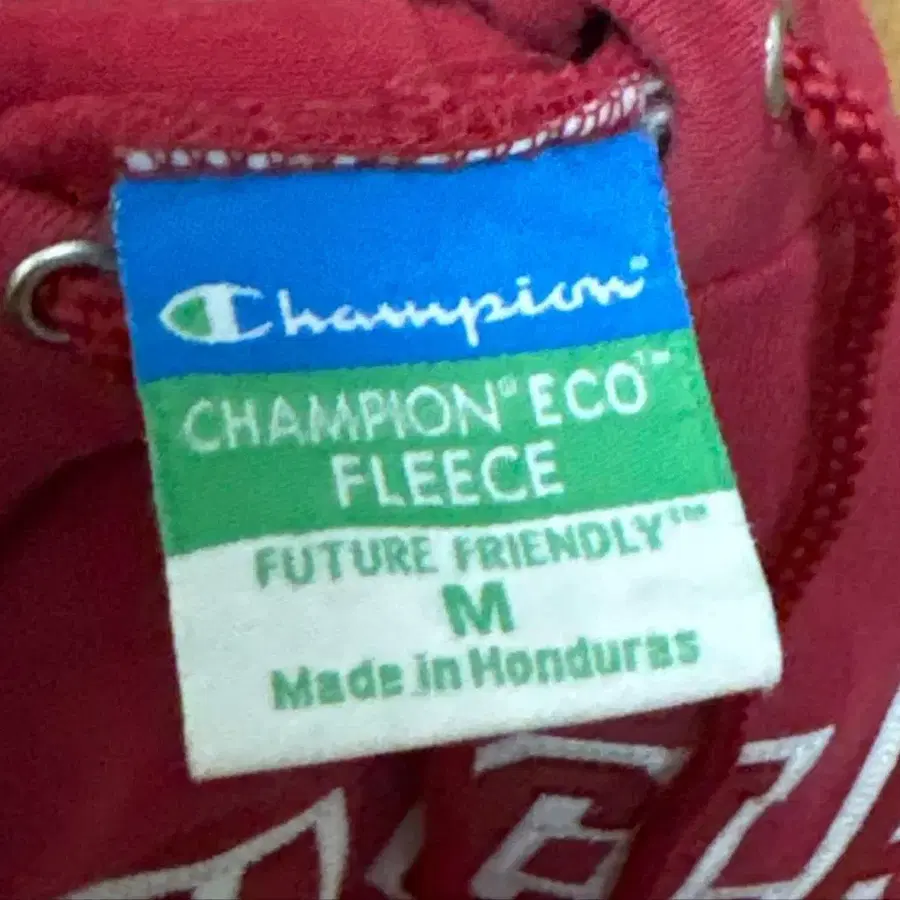 Champion®
CHAMPION® ECO™
FLEECE
FUTURE FRIENDLY™
M
Made in Honduras